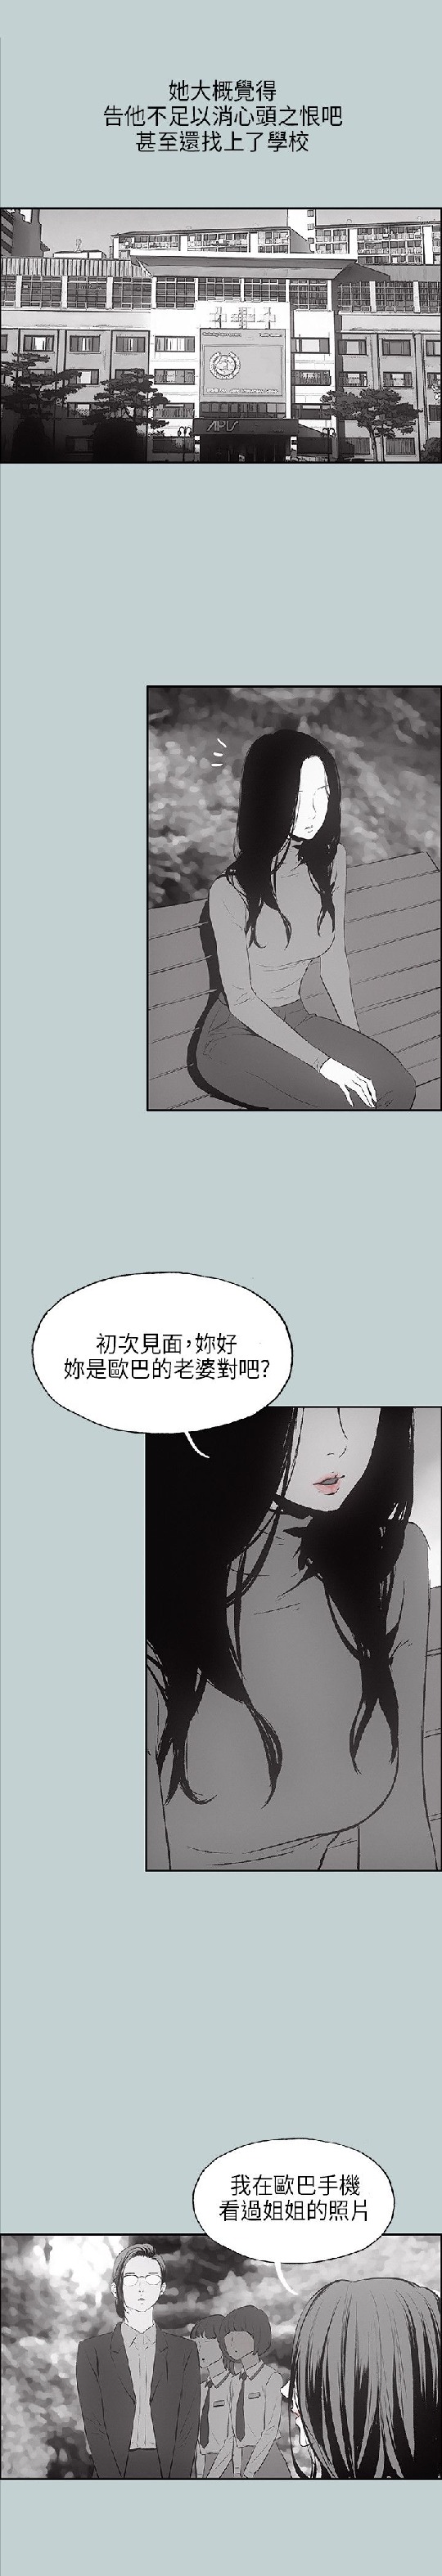 她大概覺得
告他不足以消心頭之恨吧
甚至還找上了學校
APIS
初次見面,妳好
妳是歐巴的老婆對吧?
我在歐巴手機
看過姐姐的照片